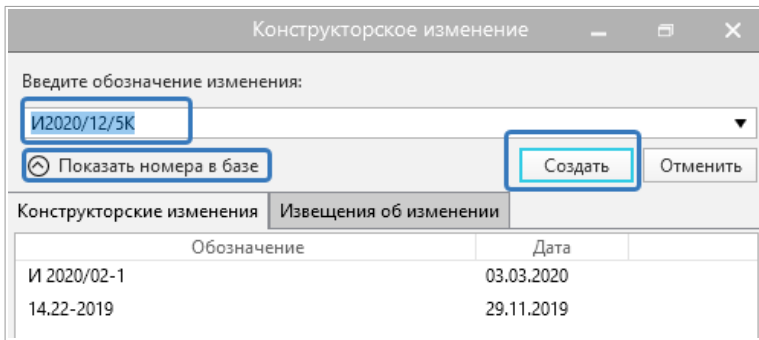 Конструкторское изменение
Введите обозначение изменения:
И2020/12/5К
Показать номера в базе
Создать
Отменить
Конструкторские изменения
Извещения об изменении
Обозначение
Дата
И 2020/02-1
03.03.2020
14.22-2019
29.11.2019